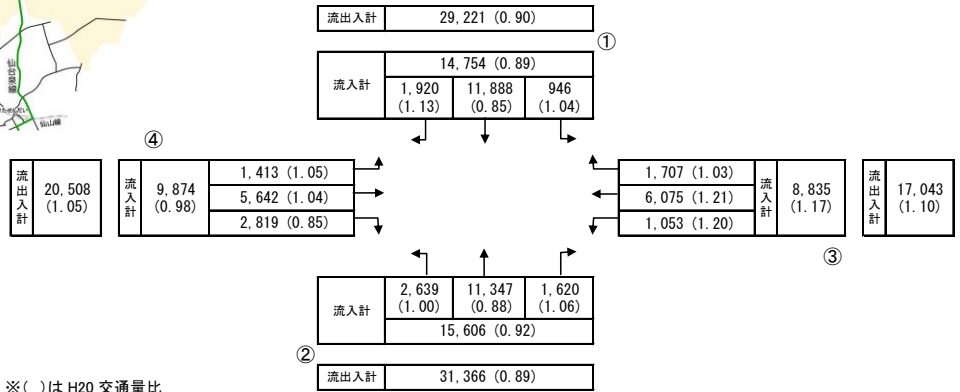 流出入計 29,221 (0.90)
①
流入計 14,754 (0.89)
1,920 11,888 946
(1.13) (0.85) (1.04)
仙山線
④
流出入計 20,508 (1.05)
流入計 9,874 (0.98)
1,413 (1.05)
5,642 (1.04)
2,819 (0.85)
1,707 (1.03)
6,075 (1.21)
1,053 (1.20)
流入計 8,835 (1.17)
流出入計 17,043 (1.10)
③
流入計
2,639 11,347 1,620
(1.00) (0.88) (1.06)
15,606 (0.92)
②
流出入計 31,366 (0.89)
※( )は H20 交通量比